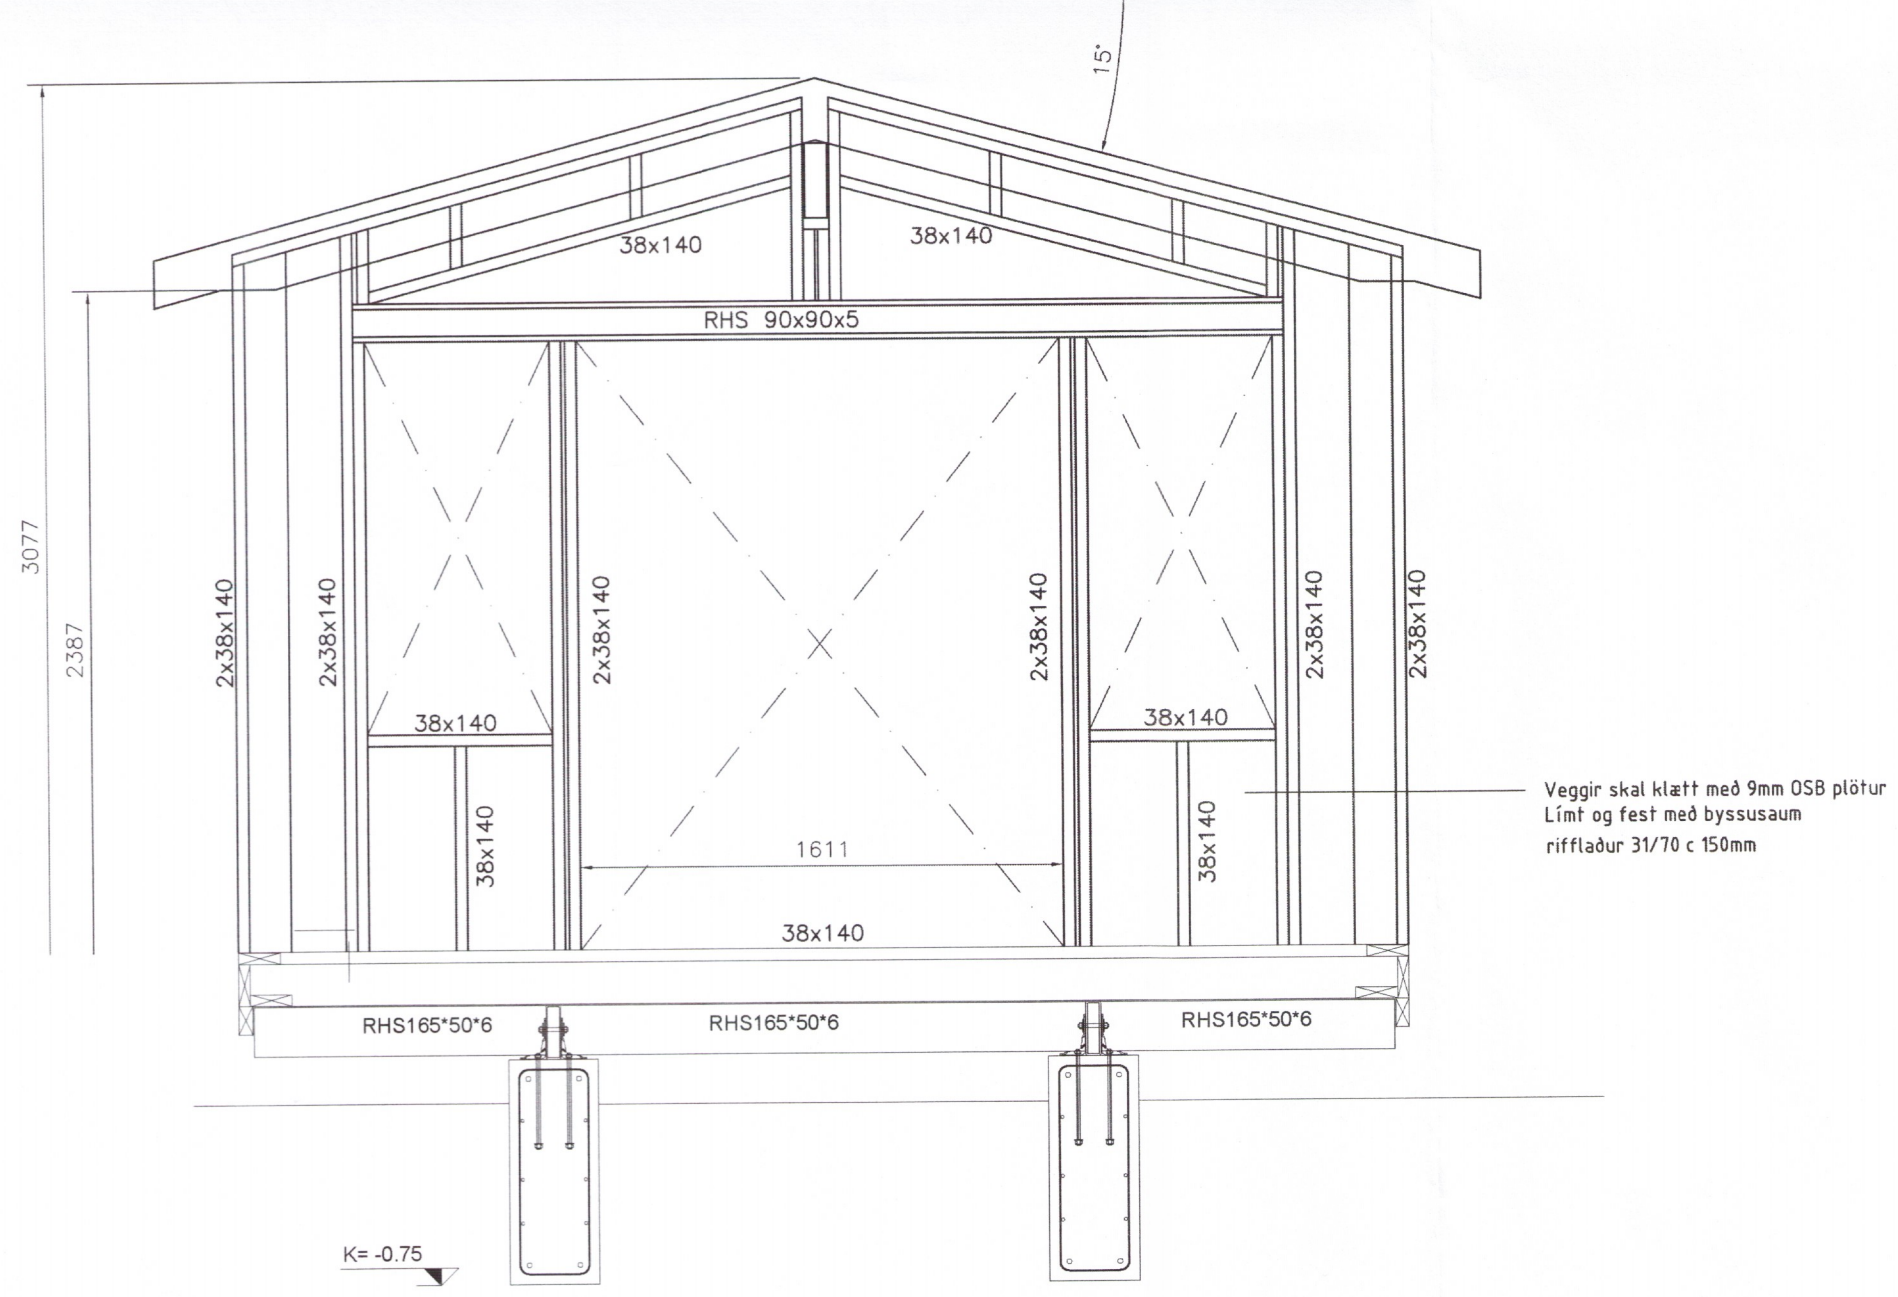 15°
38x140
38x140
RHS 90x90x5
3077
2387
2x38x140
2x38x140
2x38x140
2x38x140
2x38x140
2x38x140
38x140
38x140
38x140
38x140
1611
38x140
Veggir skal klætt með 9mm OSB plötur
Límt og fest með byssusaum
rifflaður 31/70 c 150mm
RHS165*50*6
RHS165*50*6
RHS165*50*6
K= -0.75